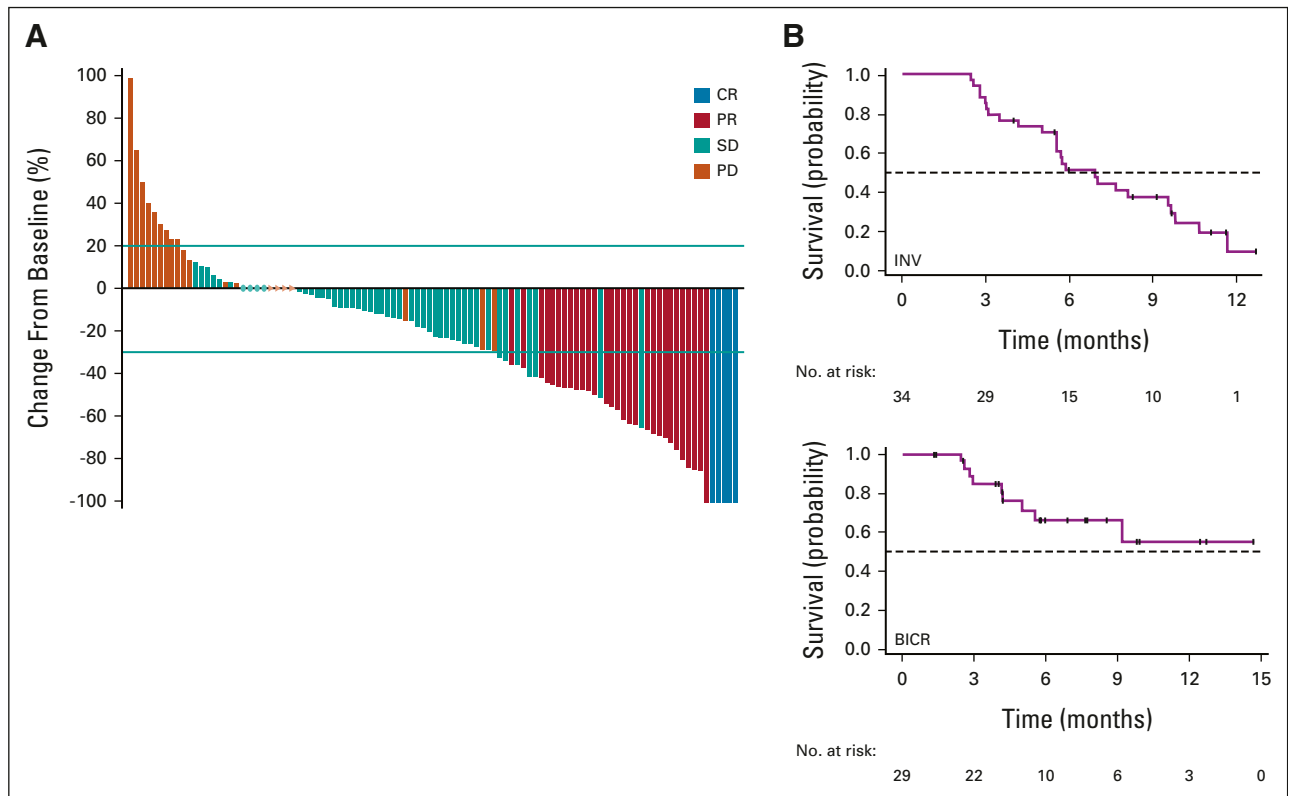 A
Change From Baseline (%)
100
80
60
40
20
0
-20
-40
-60
-80
-100
CR
PR
SD
PD
B
Survival (probability)
1.0
0.8
0.6
0.4
0.2
0.0
INV
0 3 6 9 12
Time (months)
No. at risk:
34 29 15 10 1
Survival (probability)
1.0
0.8
0.6
0.4
0.2
0.0
BICR
0 3 6 9 12 15
Time (months)
No. at risk:
29 22 10 6 3 0